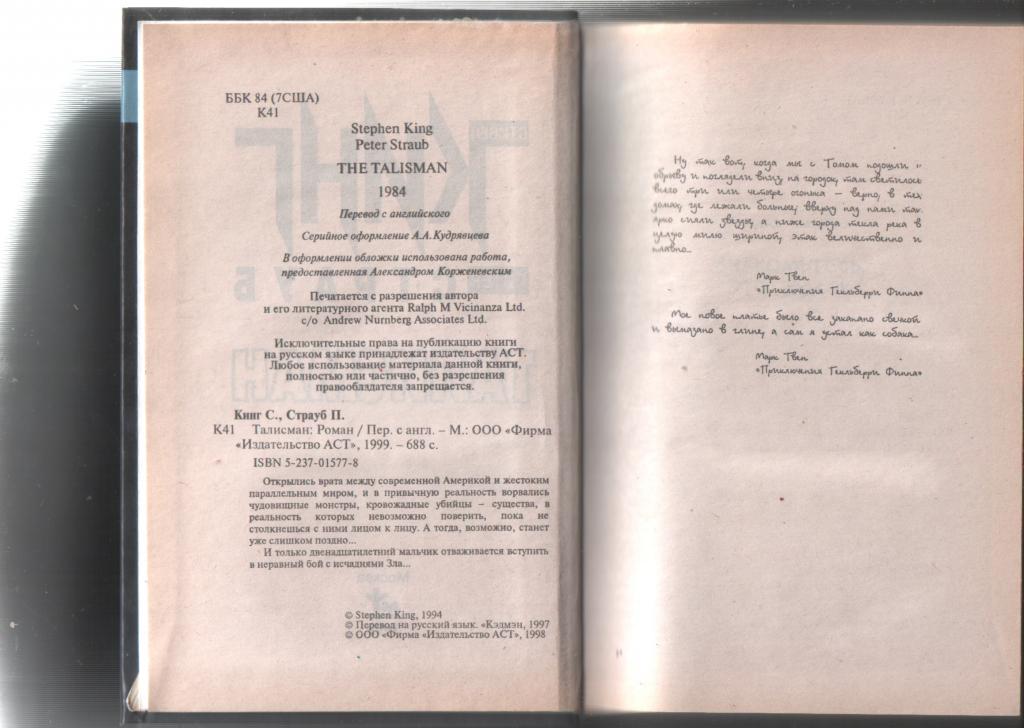 ББК 84 (7США)
К41
Stephen King
Peter Straub
THE TALISMAN
1984
Перевод с английского
Серийное оформление А.А.Кудрявцева
В оформлении обложки использована работа,
предоставленная Александром Корженевским
Печатается с разрешения автора
и его литературного агента Ralph M Vicinanza Ltd.
c/o Andrew Nurnberg Associates Ltd.
Исключительные права на публикацию книги
на русском языке принадлежат издательству АСТ.
Любое использование материала данной книги,
полностью или частично, без разрешения
правообладателя запрещается.
Кинг С., Страуб П.
К41 Талисман: Роман / Пер. с англ. – М.: ООО «Фирма
«Издательство АСТ», 1999. – 688 с.
ISBN 5-237-01577-8
Открылись врата между современной Америкой и жестоким
параллельным миром, и в привычную реальность ворвались
чудовищные монстры, кровожадные убийцы – существа, в
реальность которых невозможно поверить, пока не
столкнешься с ними лицом к лицу. А тогда, возможно, станет
уже слишком поздно...
И только двенадцатилетний мальчик отваживается вступить
в неравный бой с исчадиями Зла...
© Stephen King, 1994
© Перевод на русский язык. «Кэдмэн, 1997
© ООО «Фирма «Издательство АСТ», 1998
Ну так вот, когда мы с Томом подошли к
обрыву и поглядели вниз, на городок, там светилось
всего три или четыре огонька – верно, в тех
домах, где лежали больные; вверху над нами так
ярко сияли звезды, а ниже города текла река в
целую милю шириной, этак величественно и
плавно...
Марк Твен
«Приключения Гекльберри Финна»
Мое новое платье было все закапано свечкой
и вымазано в глине, а сам я устал как собака...
Марк Твен
«Приключения Гекльберри Финна»